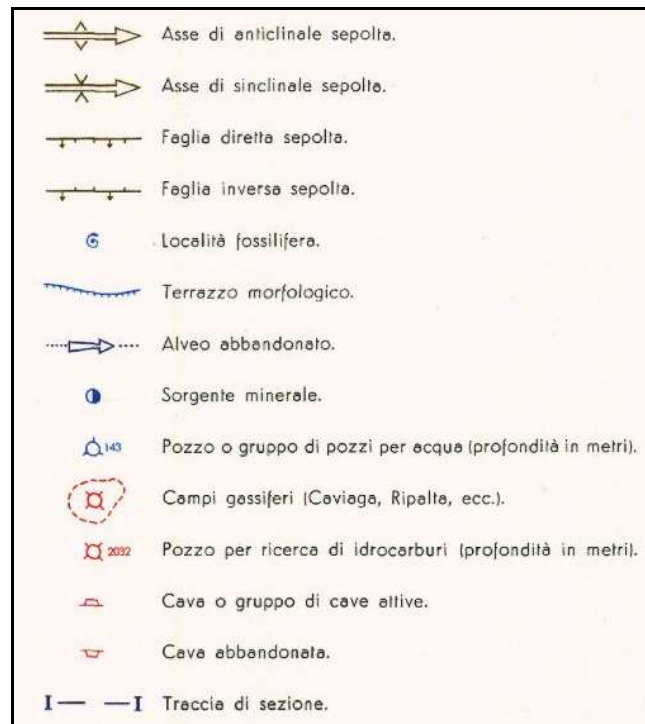 Asse di anticlinale sepolta.
Asse di sinclinale sepolta.
Faglia diretta sepolta.
Faglia inversa sepolta.
Località fossilifera.
Terrazzo morfologico.
Alveo abbandonato.
Sorgente minerale.
143 Pozzo o gruppo di pozzi per acqua (profondità in metri).
Campi gassiferi (Caviaga, Ripalta, ecc.).
2032 Pozzo per ricerca di idrocarburi (profondità in metri).
Cava o gruppo di cave attive.
Cava abbandonata.
I — — I Traccia di sezione.